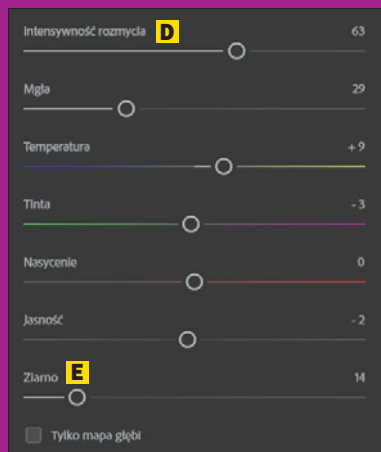 Intensywność rozmycia D 63
Mgła 29
Temperatura +9
Tinta -3
Nasycenie 0
Jasność -2
Ziarno E 14
Tylko mapa głębi